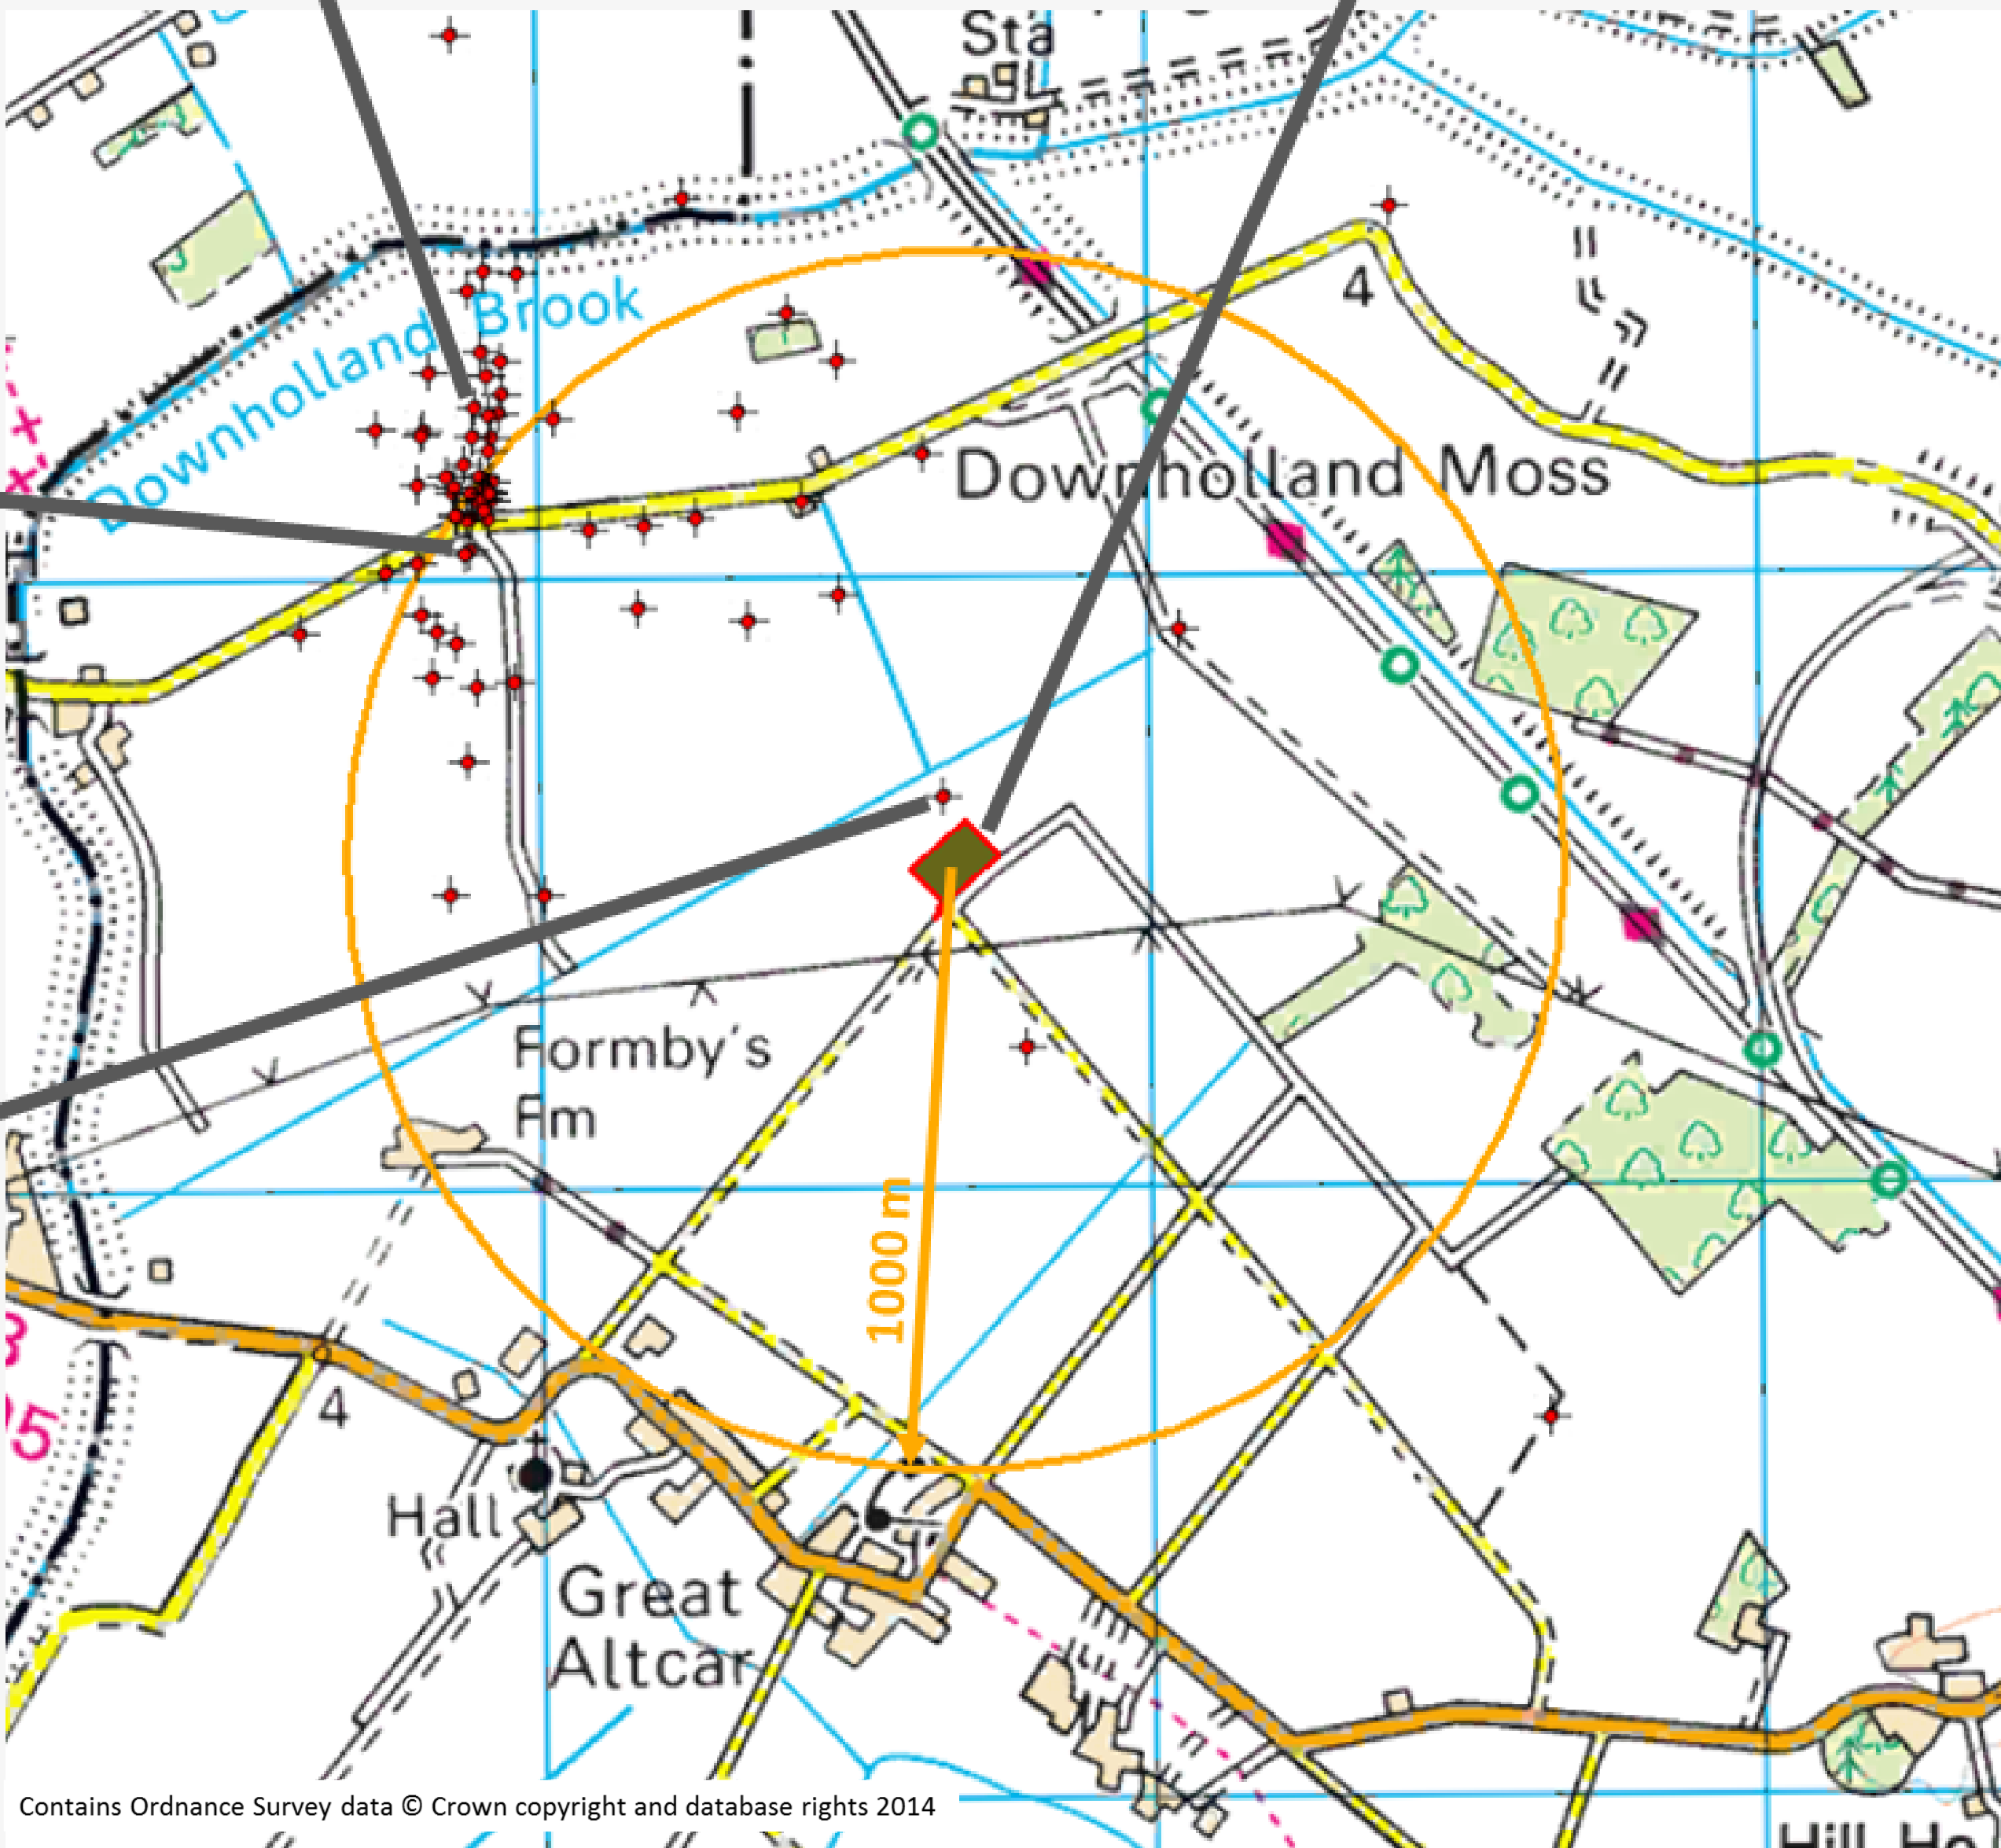 Sta
Downholland Brook
4
Downholland Moss
Formby's
Fm
1000 m
4
5
Hall
Great
Altcar
Contains Ordnance Survey data © Crown copyright and database rights 2014